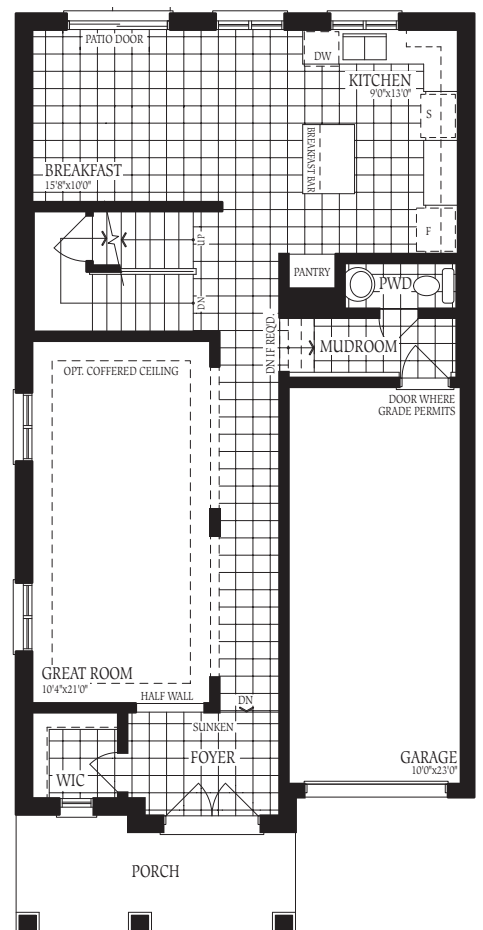 PATIO DOOR
DW
KITCHEN
9'0"x13'0"
S
BREAKFAST BAR
BREAKFAST
15'8"x10'0"
F
UP
DN
PANTRY
PWD
DN IF REQ'D.
MUDROOM
OPT. COFFERED CEILING
DOOR WHERE
GRADE PERMITS
GREAT ROOM
10'4"x21'0"
HALF WALL
DN
SUNKEN
FOYER
WIC
GARAGE
10'0"x23'0"
PORCH